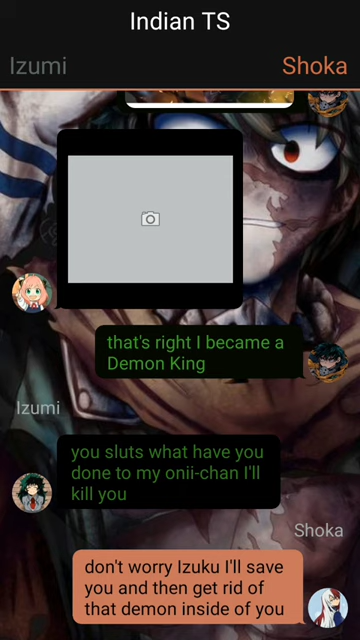 Indian TS
Izumi
Shoka
that's right I became a
Demon King
Izumi
you sluts what have you
done to my onii-chan I'll
kill you
Shoka
don't worry Izuku I'll save
you and then get rid of
that demon inside of you